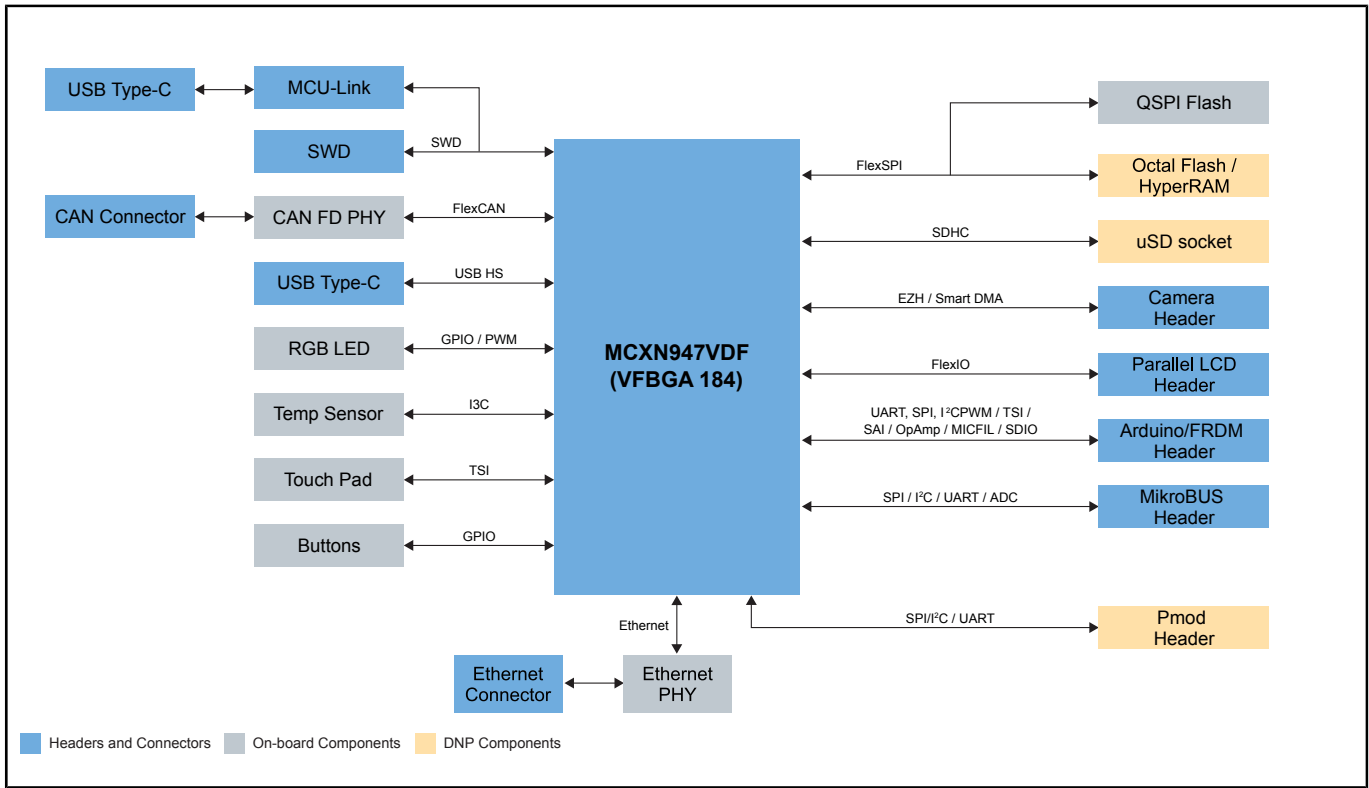 USB Type-C
MCU-Link
SWD
SWD
CAN Connector
CAN FD PHY
FlexCAN
USB Type-C
USB HS
RGB LED
GPIO / PWM
Temp Sensor
I3C
Touch Pad
TSI
Buttons
GPIO
MCXN947VDF
(VFBGA 184)
QSPI Flash
FlexSPI
Octal Flash /
HyperRAM
SDHC
uSD socket
EZH / Smart DMA
Camera
Header
FlexIO
Parallel LCD
Header
UART, SPI, I²CPWM / TSI /
SAI / OpAmp / MICFIL / SDIO
Arduino/FRDM
Header
SPI / I²C / UART / ADC
MikroBUS
Header
SPI/I²C / UART
Pmod
Header
Ethernet
Ethernet
Connector
Ethernet
PHY
Headers and Connectors
On-board Components
DNP Components